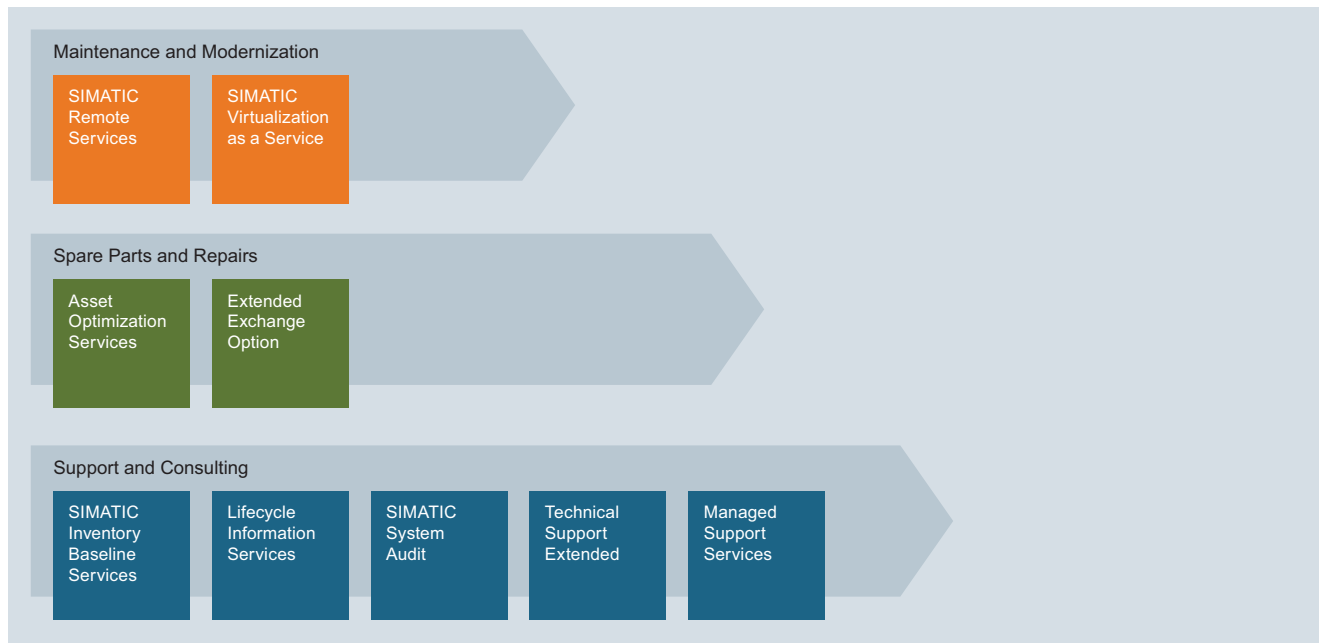 Maintenance and Modernization
SIMATIC
Remote
Services
SIMATIC
Virtualization
as a Service
Spare Parts and Repairs
Asset
Optimization
Services
Extended
Exchange
Option
Support and Consulting
SIMATIC
Inventory
Baseline
Services
Lifecycle
Information
Services
SIMATIC
System
Audit
Technical
Support
Extended
Managed
Support
Services